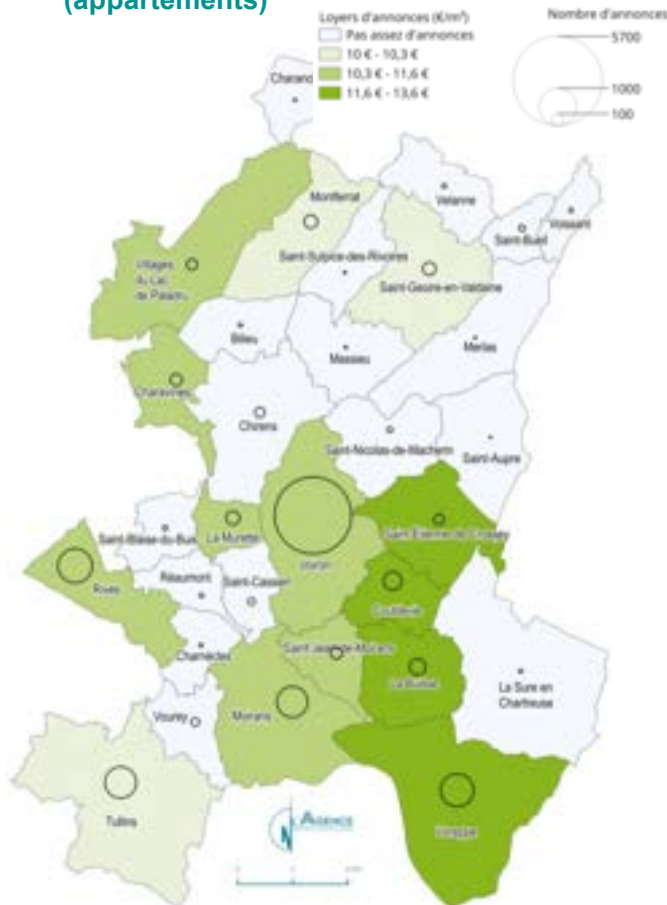 (appartements)
Loyers d'annonces (€/m²)
Pas assez d'annonces
10 € - 10,3 €
10,3 € - 11,6 €
11,6 € - 13,6 €
Nombre d'annonces
5700
1000
100
Montferrat
Velanne
Voissant
Saint-Bueil
Saint-Sulpice-des-Rivoires
Villages
du Lac
de Paladru
Saint-Geoire-en-Valdaine
Bilieu
Massieu
Merlas
Charavines
Chirens
Saint-Nicolas-de-Macherin
Saint-Aupre
Saint-Blaise-du-Buis
La Murette
Voiron
Saint-Etienne-de-Crossey
Rives
Réaumont
Saint-Cassien
Coublevie
Charnècles
Saint-Jean-de-Moirans
La Buisse
La Sure en
Chartreuse
Vourey
Moirans
Tullins
Voreppe
L'AGENCE